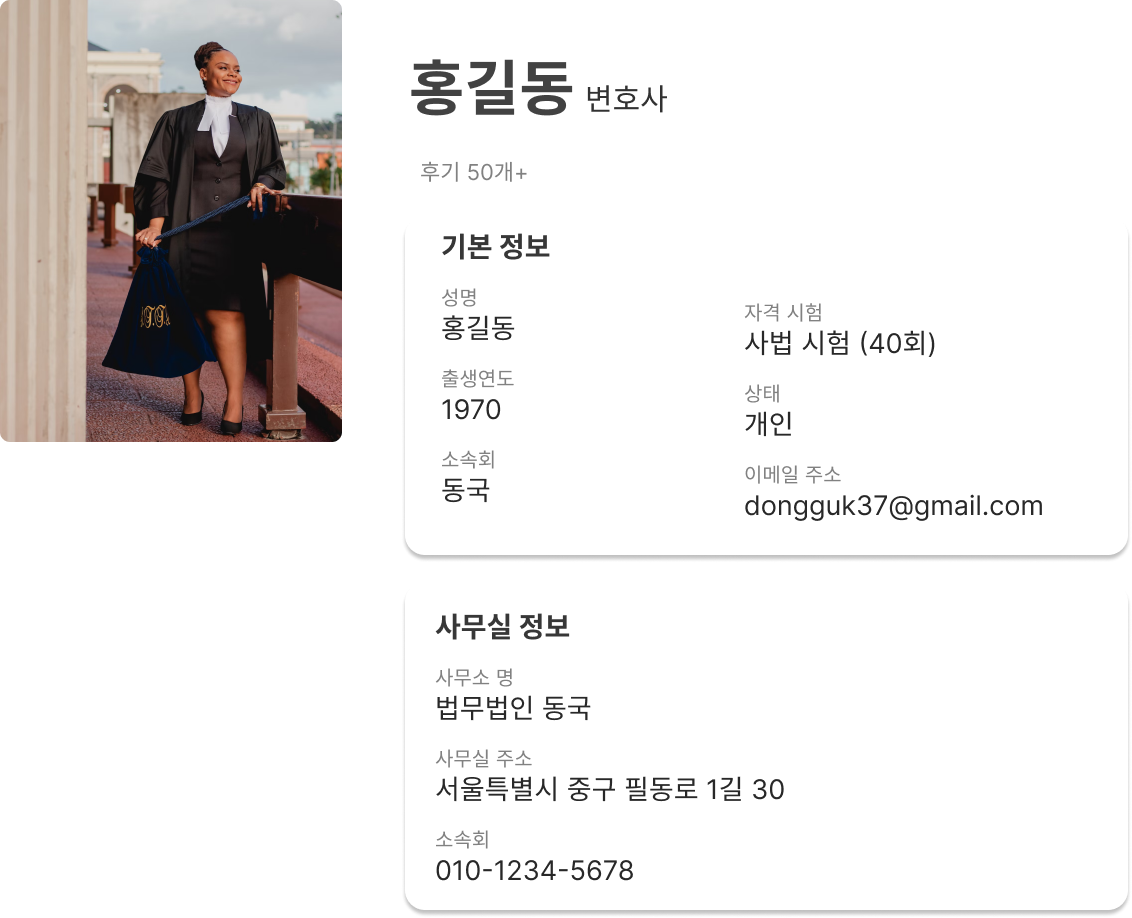 홍길동 변호사
후기 50개+
기본 정보
성명
홍길동
출생연도
1970
소속회
동국
자격 시험
사법 시험 (40회)
상태
개인
이메일 주소
dongguk37@gmail.com
사무실 정보
사무소 명
법무법인 동국
사무실 주소
서울특별시 중구 필동로 1길 30
소속회
010-1234-5678